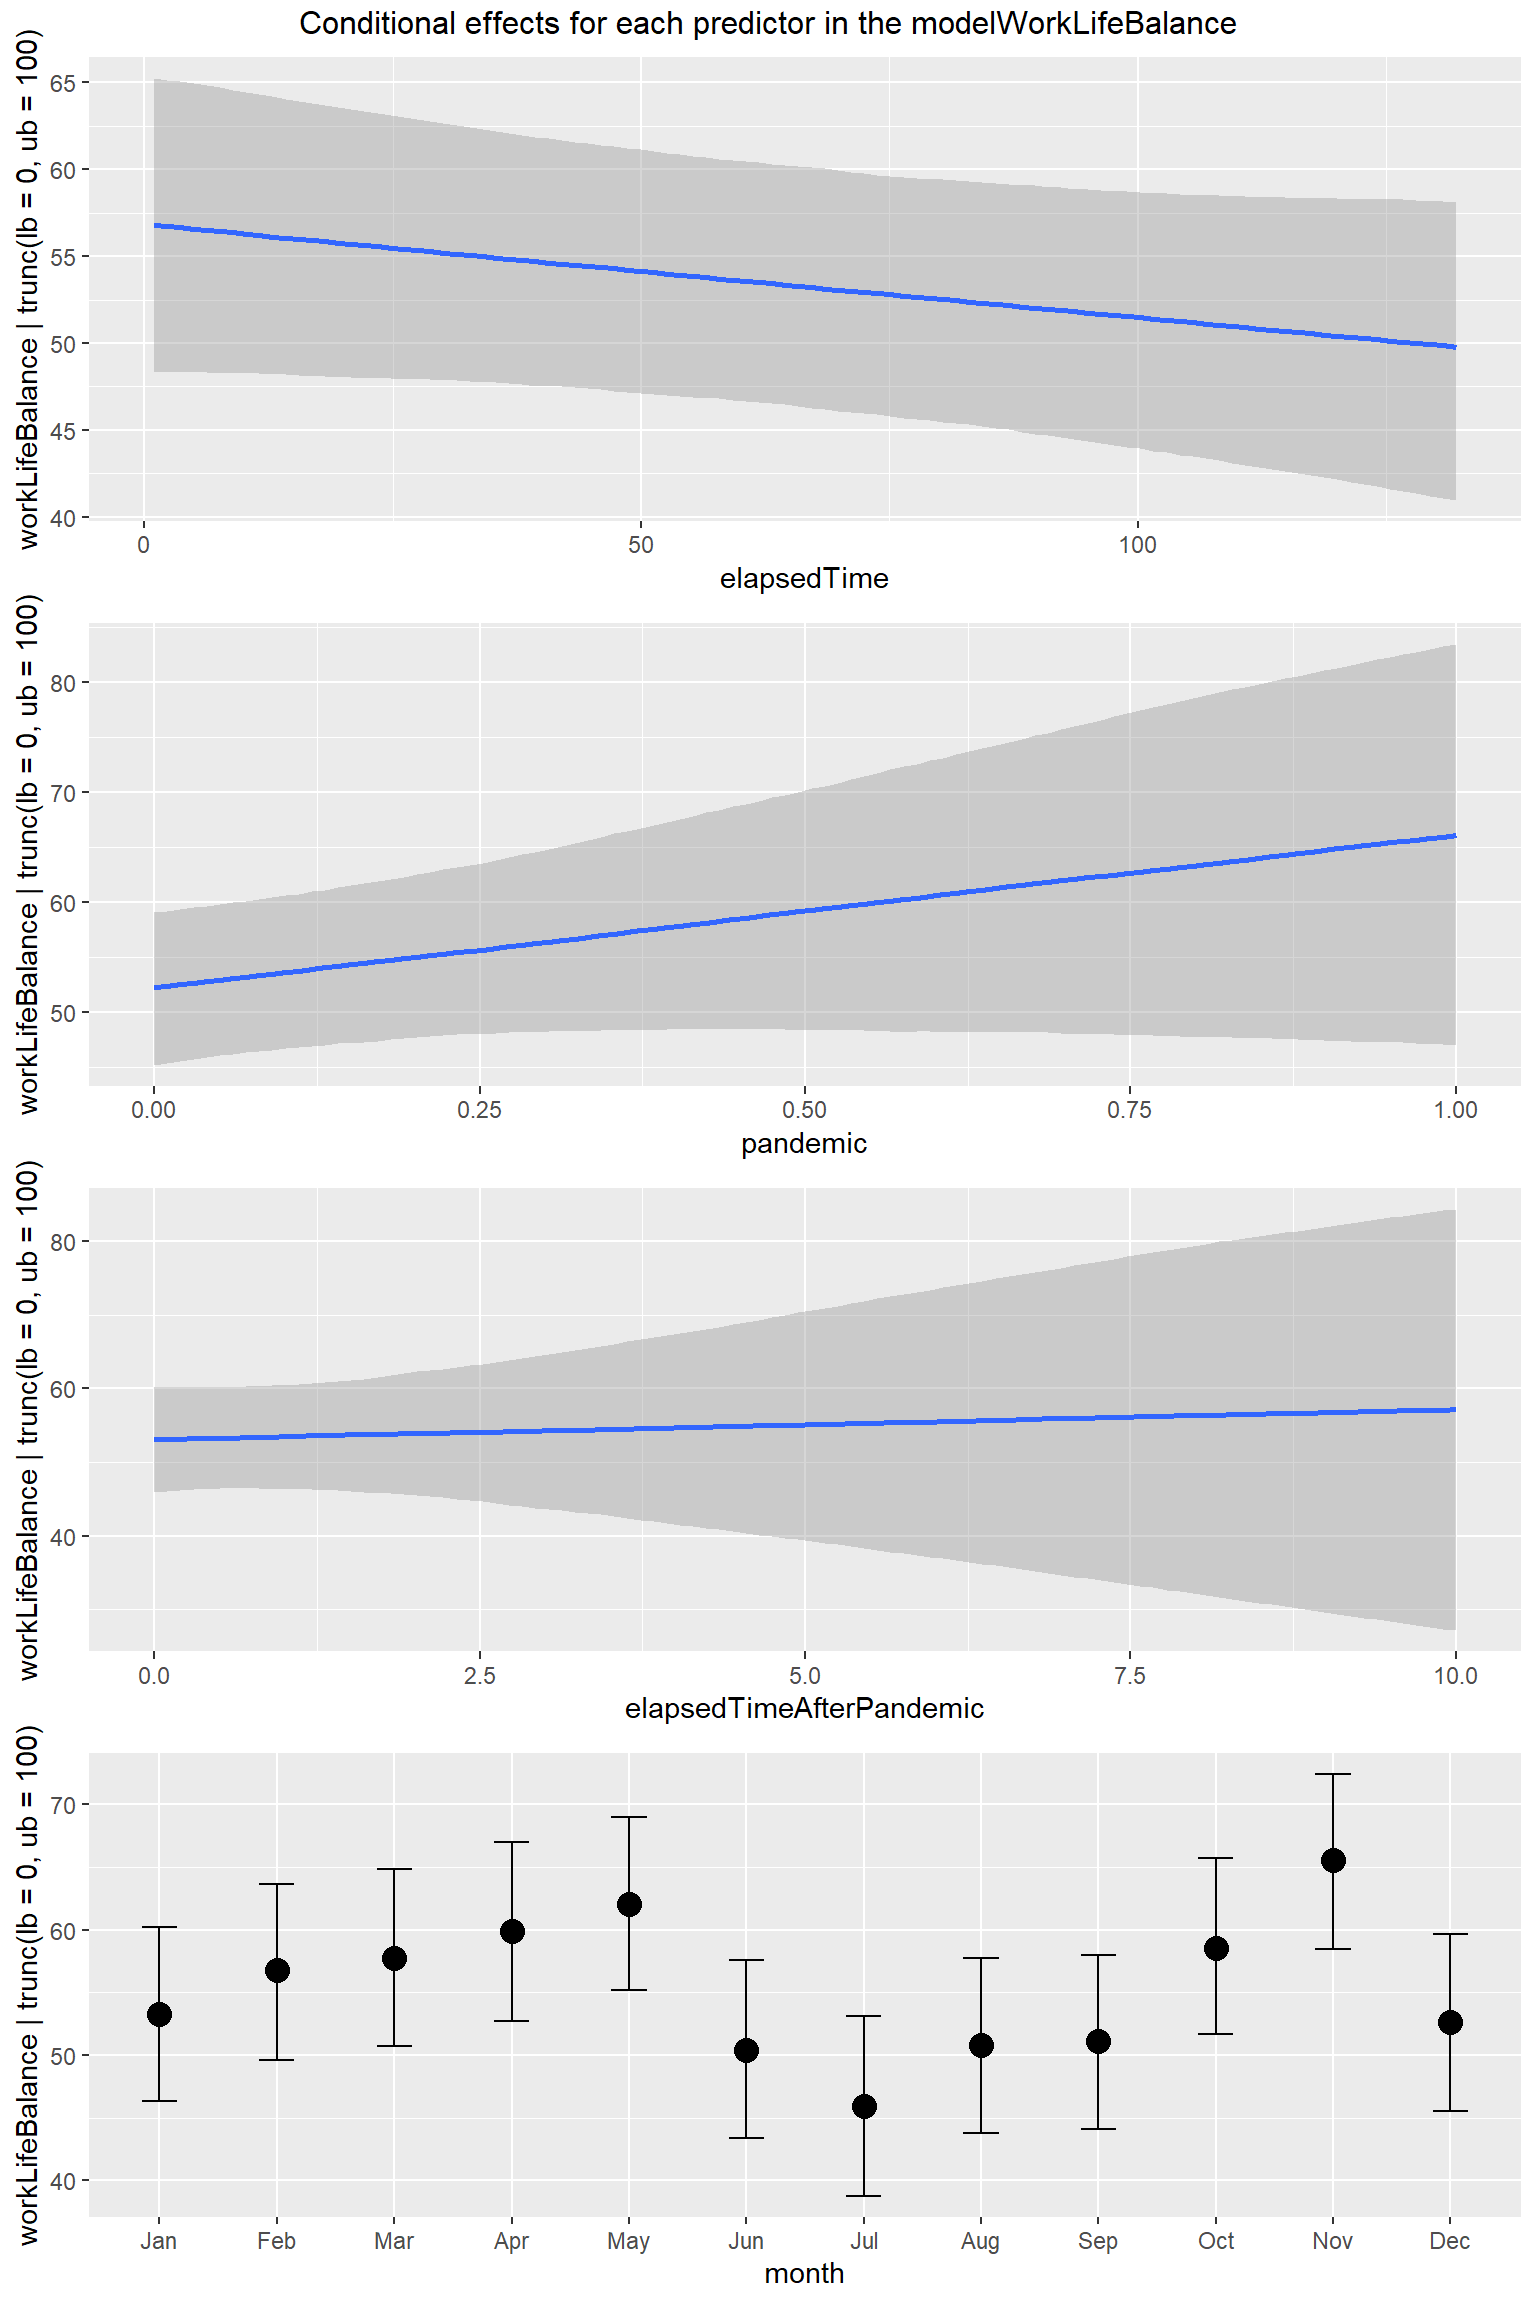 Conditional effects for each predictor in the modelWorkLifeBalance
workLifeBalance | trunc(lb = 0, ub = 100)
65
60
55
50
45
40
0 50 100
elapsedTime
workLifeBalance | trunc(lb = 0, ub = 100)
80
70
60
50
0.00 0.25 0.50 0.75 1.00
pandemic
workLifeBalance | trunc(lb = 0, ub = 100)
80
60
40
0.0 2.5 5.0 7.5 10.0
elapsedTimeAfterPandemic
workLifeBalance | trunc(lb = 0, ub = 100)
70
60
50
40
Jan Feb Mar Apr May Jun Jul Aug Sep Oct Nov Dec
month